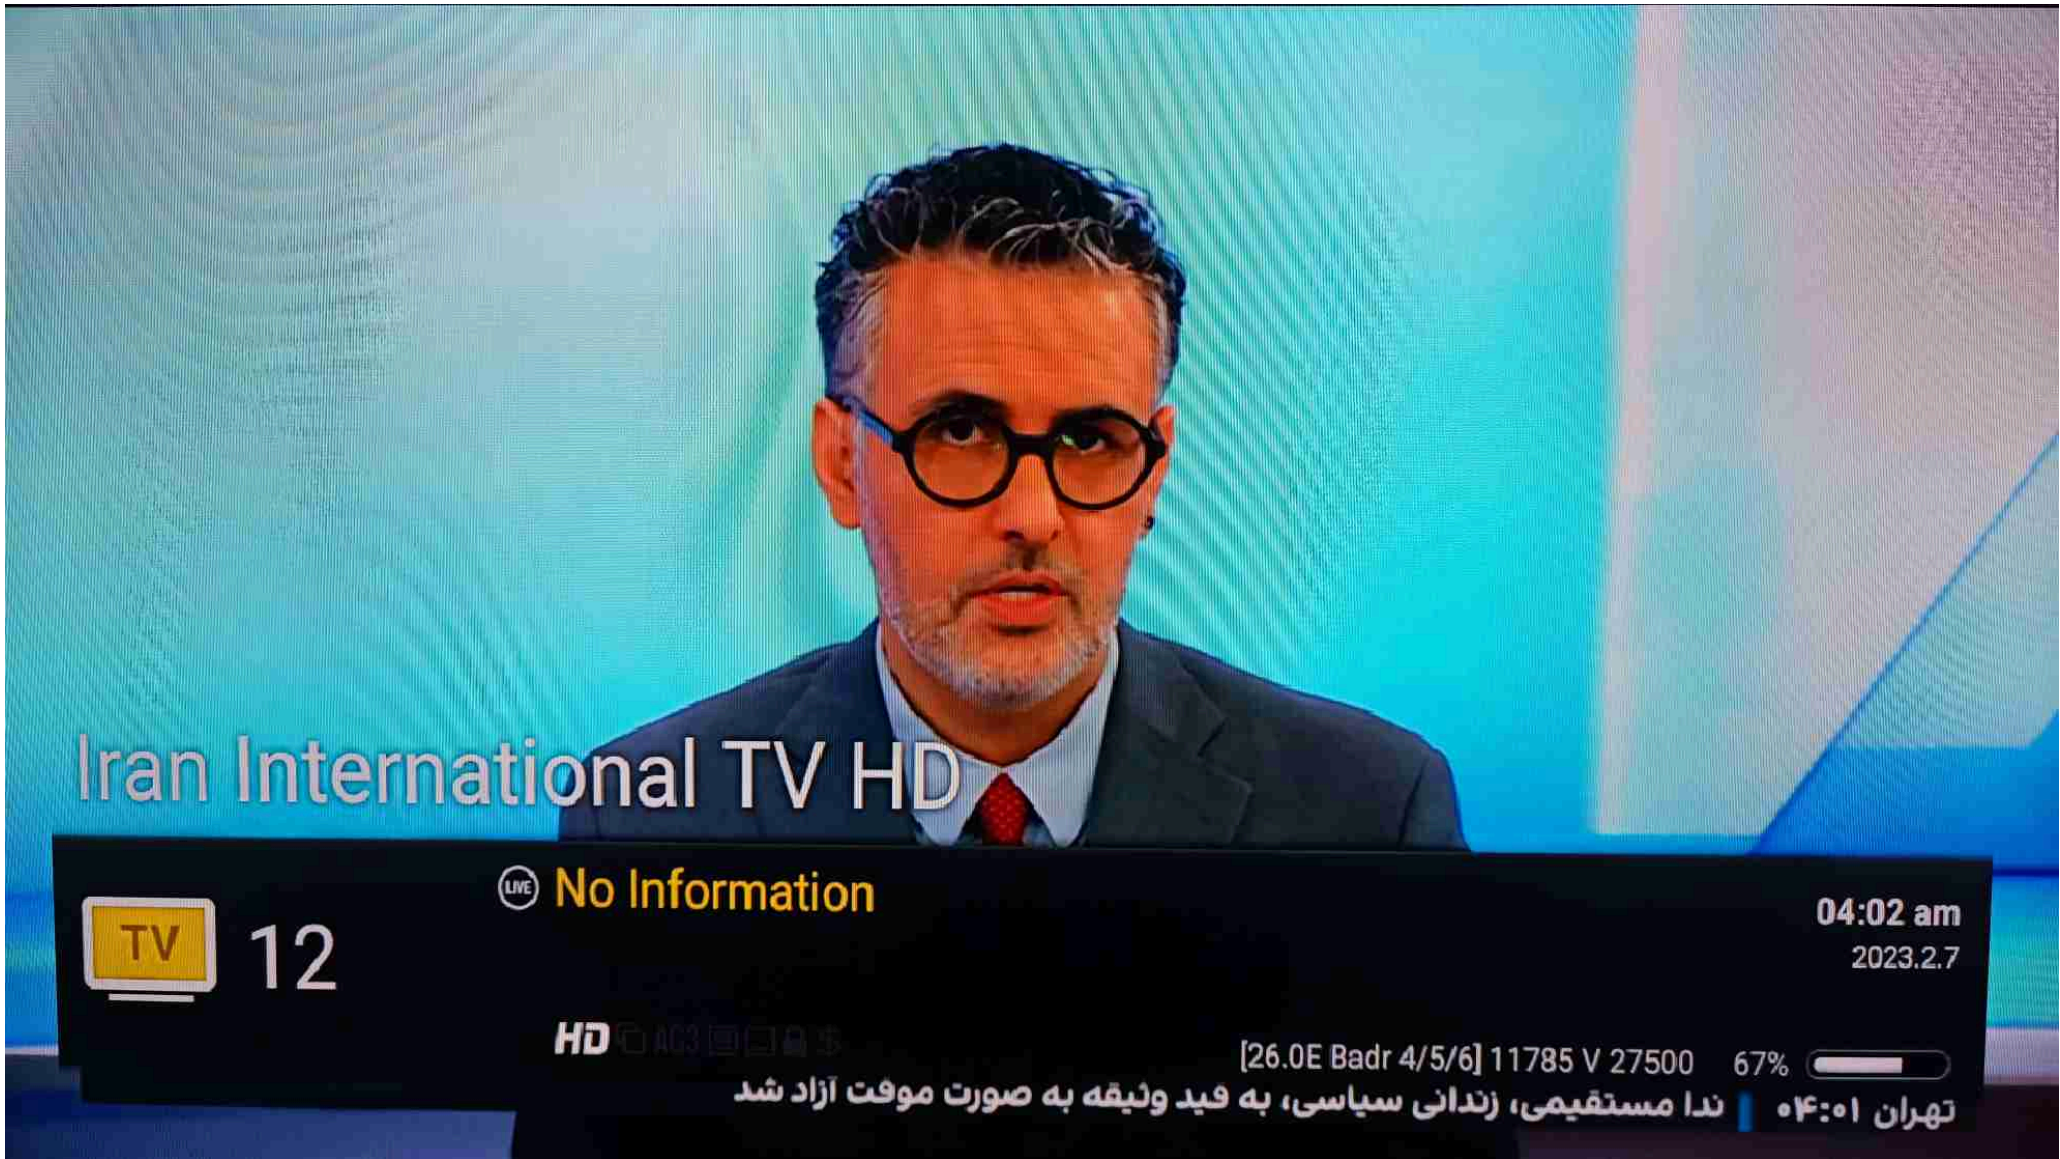 Iran International TV HD
LIVE No Information
TV 12
04:02 am
2023.2.7
HD AC3 $
[26.0E Badr 4/5/6] 11785 V 27500 67%
تهران ۰۴:۰۱ ندا مستقیمی، زندانی سیاسی، به قید وثیقه به صورت موقت آزاد شد